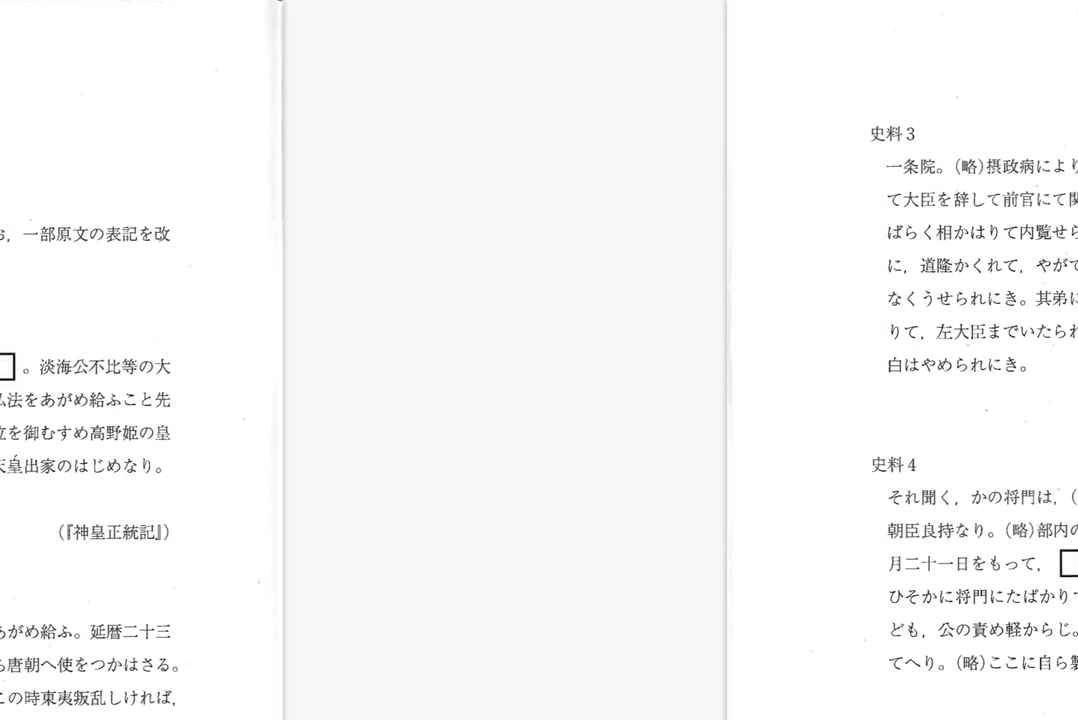 一部原文の表記を改
。淡海公不比等の大
法をあがめ給ふこと先
を御むすめ高野姫の皇
天皇出家のはじめなり。
(『神皇正統記』)
あがめ給ふ。延暦二十三
唐朝へ使をつかはさる。
この時東夷叛乱しければ,
史料3
一条院。(略)摂政病により
て大臣を辞して前官にて関
ばらく相かはりて内覧せら
に,道隆かくれて,やがて
なくうせられにき。其弟に
りて,左大臣までいたられ
白はやめられにき。
史料4
それ聞く,かの将門は,(
朝臣良持なり。(略)部内の
月二十一日をもって,
ひそかに将門にたばかりて
ども,公の責め軽からじ。
てへり。(略)ここに自ら製